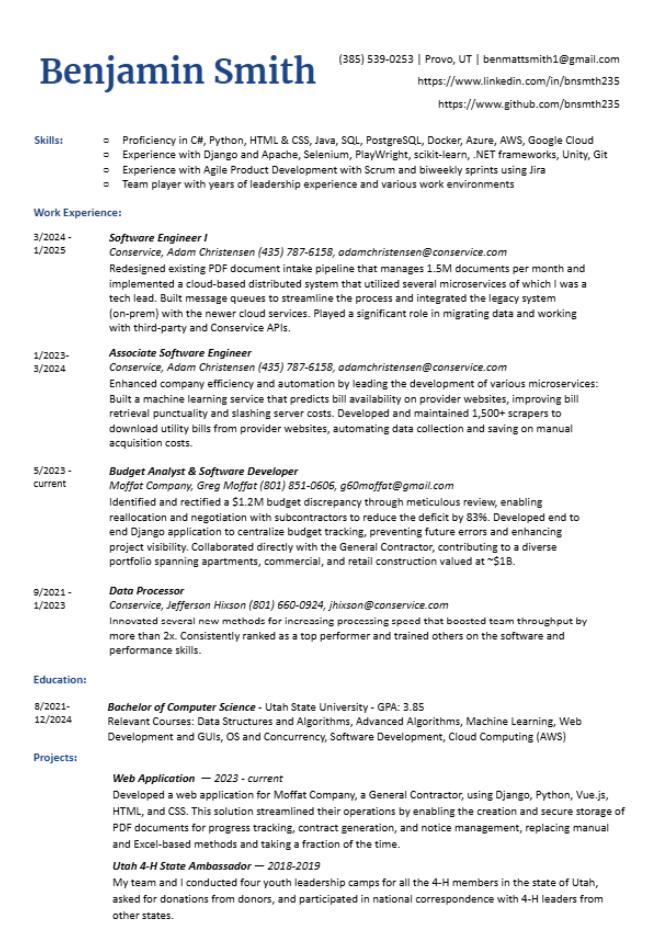 Benjamin Smith
(385) 539-0253 | Provo, UT | benmattsmith1@gmail.com
https://www.linkedin.com/in/bnsmth235
https://www.github.com/bnsmth235
Skills:
Proficiency in C#, Python, HTML & CSS, Java, SQL, PostgreSQL, Docker, Azure, AWS, Google Cloud
Experience with Django and Apache, Selenium, PlayWright, scikit-learn, .NET frameworks, Unity, Git
Experience with Agile Product Development with Scrum and biweekly sprints using Jira
Team player with years of leadership experience and various work environments
Work Experience:
3/2024 -
1/2025
Software Engineer I
Conservice, Adam Christensen (435) 787-6158, adamchristensen@conservice.com
Redesigned existing PDF document intake pipeline that manages 1.5M documents per month and
implemented a cloud-based distributed system that utilized several microservices of which I was a
tech lead. Built message queues to streamline the process and integrated the legacy system
(on-prem) with the newer cloud services. Played a significant role in migrating data and working
with third-party and Conservice APIs.
1/2023-
3/2024
Associate Software Engineer
Conservice, Adam Christensen (435) 787-6158, adamchristensen@conservice.com
Enhanced company efficiency and automation by leading the development of various microservices:
Built a machine learning service that predicts bill availability on provider websites, improving bill
retrieval punctuality and slashing server costs. Developed and maintained 1,500+ scrapers to
download utility bills from provider websites, automating data collection and saving on manual
acquisition costs.
5/2023 -
current
Budget Analyst & Software Developer
Moffat Company, Greg Moffat (801) 851-0606, g60moffat@gmail.com
Identified and rectified a $1.2M budget discrepancy through meticulous review, enabling
reallocation and negotiation with subcontractors to reduce the deficit by 83%. Developed end to
end Django application to centralize budget tracking, preventing future errors and enhancing
project visibility. Collaborated directly with the General Contractor, contributing to a diverse
portfolio spanning apartments, commercial, and retail construction valued at ~$1B.
9/2021 -
1/2023
Data Processor
Conservice, Jefferson Hixson (801) 660-0924, jhixson@conservice.com
Innovated several new methods for increasing processing speed that boosted team throughput by
more than 2x. Consistently ranked as a top performer and trained others on the software and
performance skills.
Education:
8/2021-
12/2024
Bachelor of Computer Science - Utah State University - GPA: 3.85
Relevant Courses: Data Structures and Algorithms, Advanced Algorithms, Machine Learning, Web
Development and GUIs, OS and Concurrency, Software Development, Cloud Computing (AWS)
Projects:
Web Application — 2023 - current
Developed a web application for Moffat Company, a General Contractor, using Django, Python, Vue.js,
HTML, and CSS. This solution streamlined their operations by enabling the creation and secure storage of
PDF documents for progress tracking, contract generation, and notice management, replacing manual
and Excel-based methods and taking a fraction of the time.
Utah 4-H State Ambassador — 2018-2019
My team and I conducted four youth leadership camps for all the 4-H members in the state of Utah,
asked for donations from donors, and participated in national correspondence with 4-H leaders from
other states.